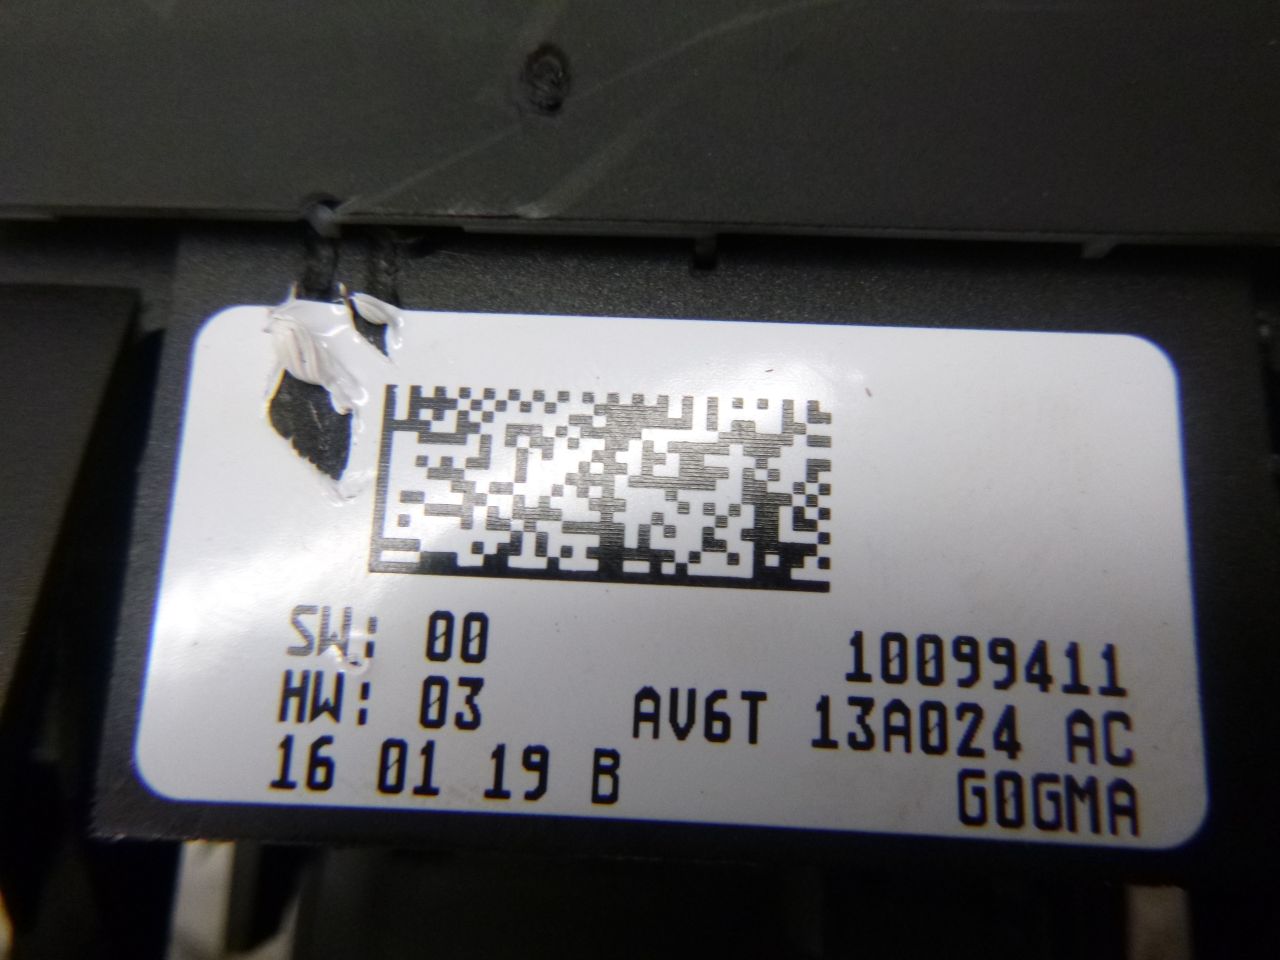 SW: 00
10099411
HW: 03
AV6T 13A024 AC
16 01 19 B
G0GMA